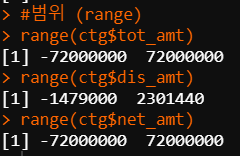 > #범위 (range)
> range(ctg$tot_amt)
[1] -72000000  72000000
> range(ctg$dis_amt)
[1] -1479000  2301440
> range(ctg$net_amt)
[1] -72000000  72000000